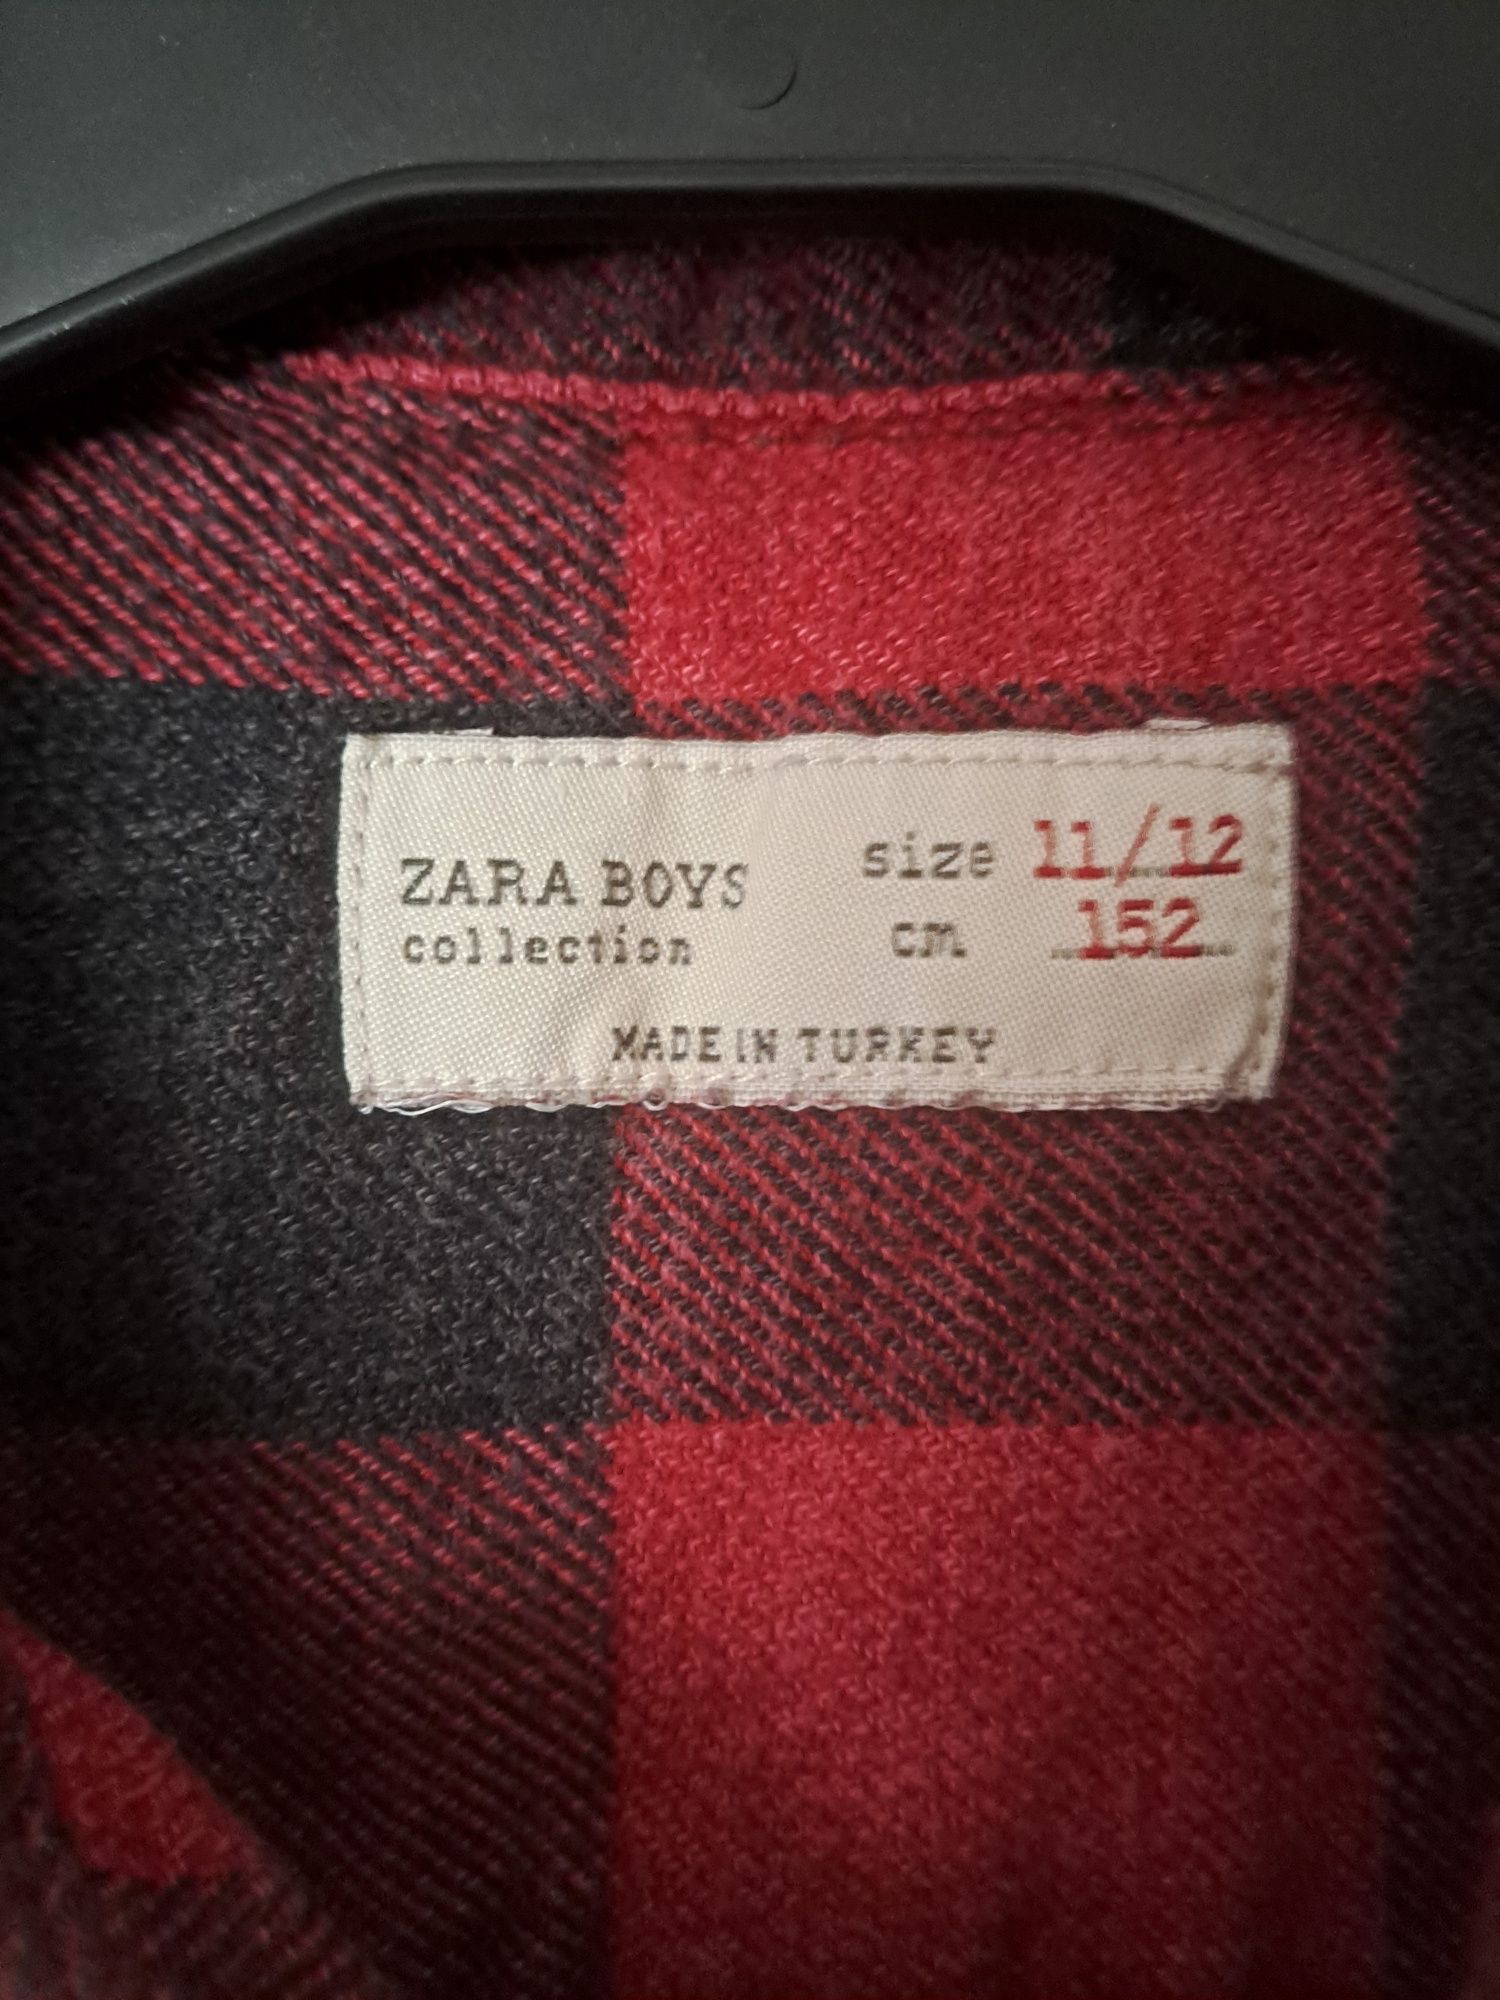 ZARA BOYS
collection
size 11/12
cm 152
MADE IN TURKEY